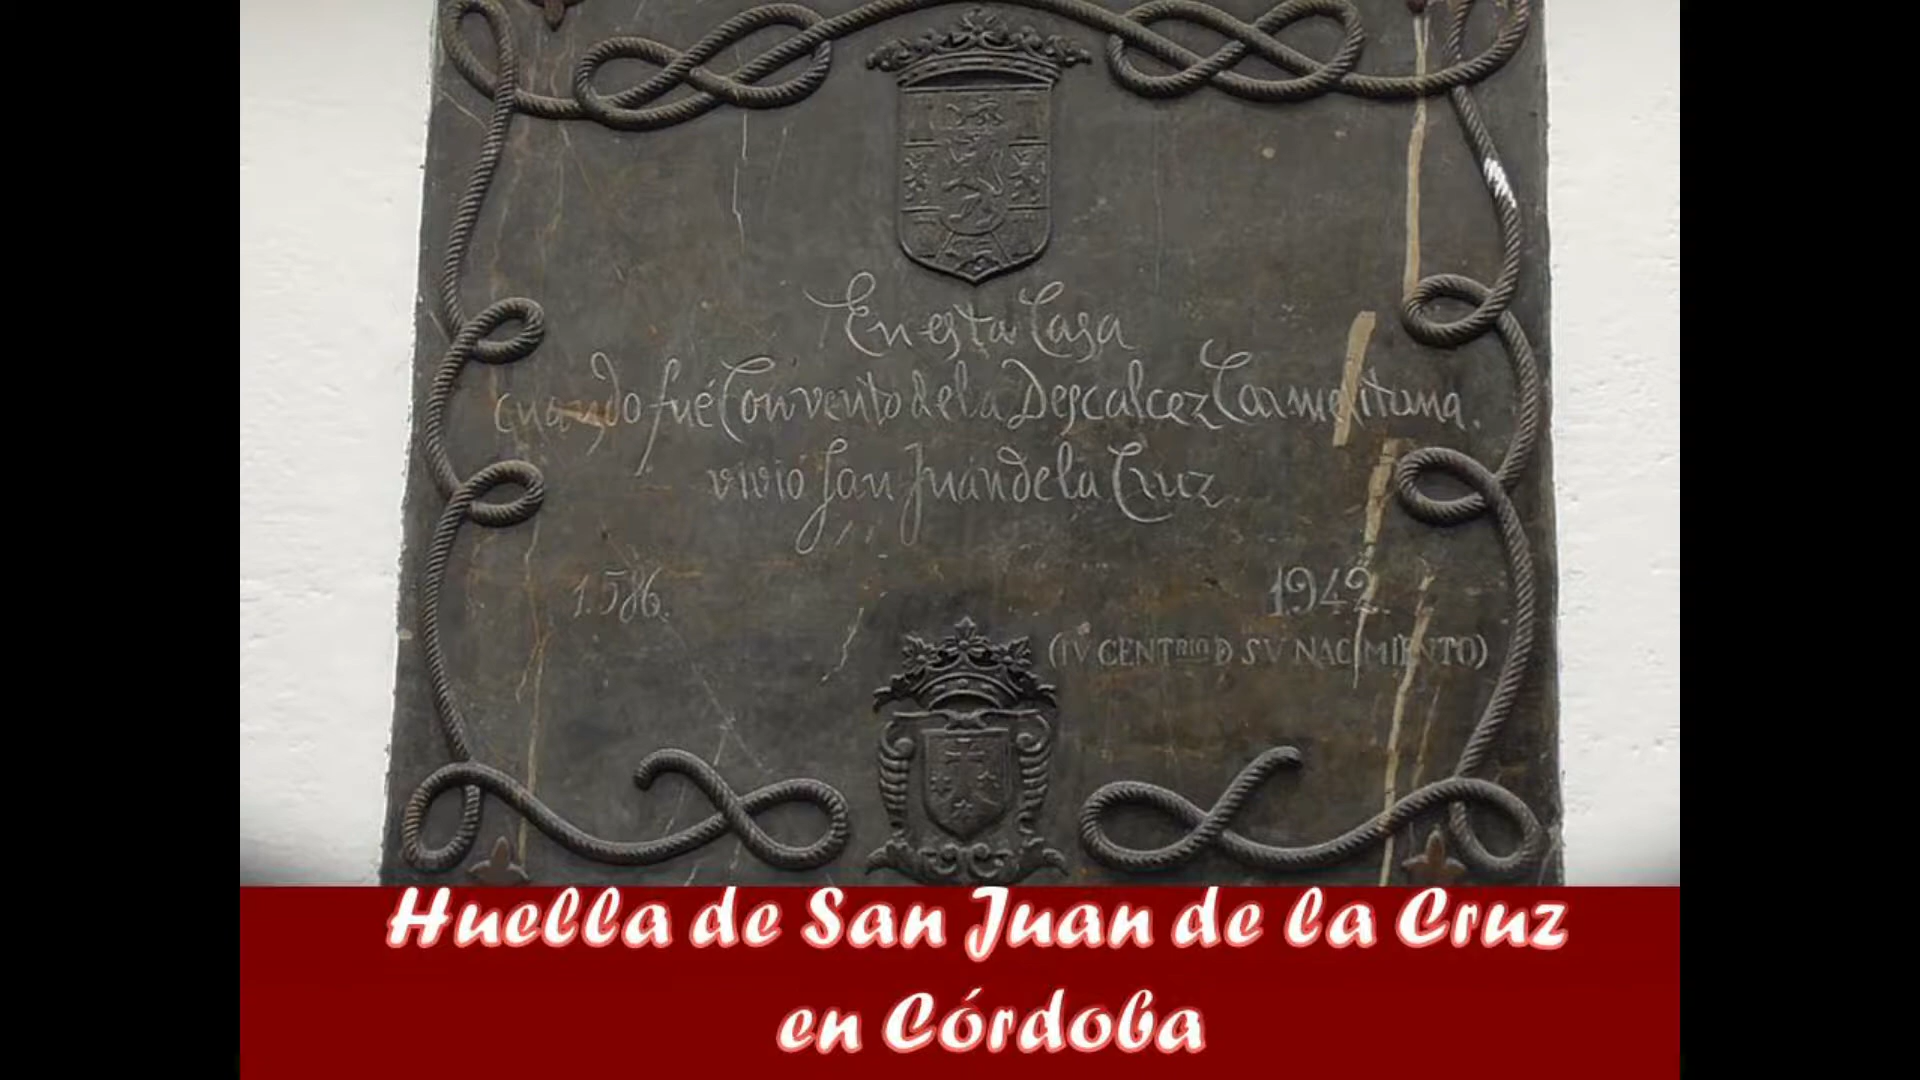 En esta Casa
cuando fué Convento de la Descalcez Carmelitana.
vivió San Juan de la Cruz.
1.586.
1942.
(IV CENTRIO D SV NACIMIENTO)
Huella de San Juan de la Cruz
en Córdoba